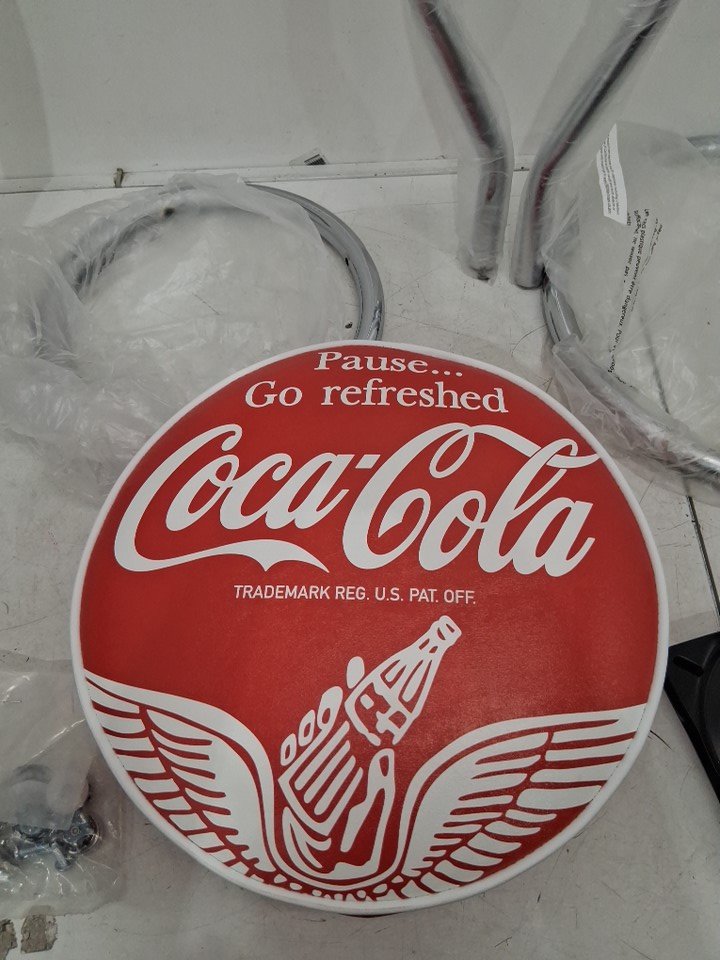 Pause...
Go refreshed
Coca-Cola
TRADEMARK REG. U.S. PAT. OFF.